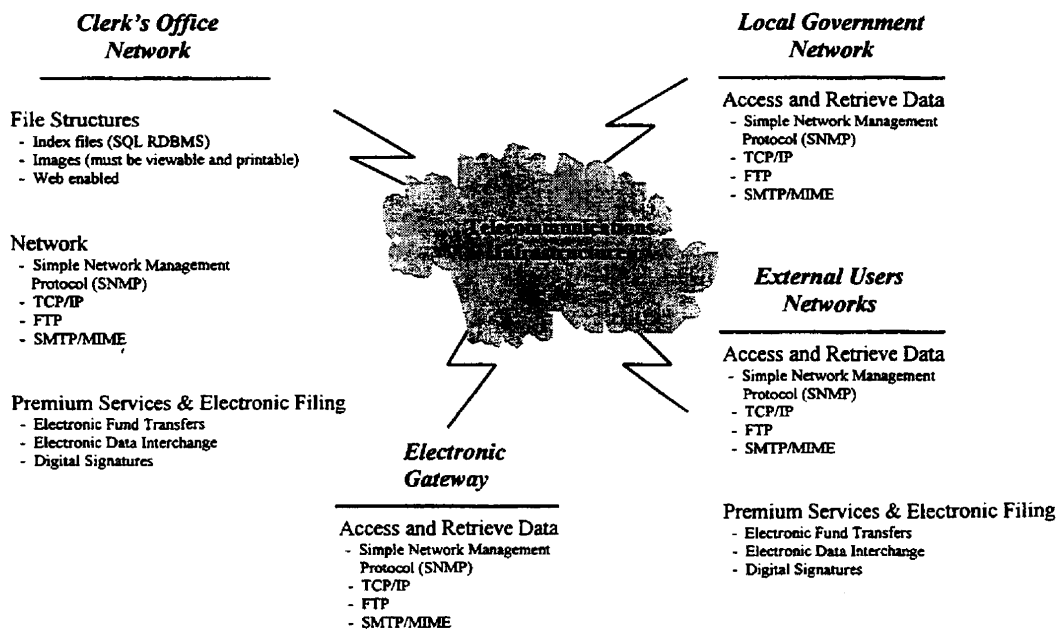 Clerk's Office
Network
File Structures
- Index files (SQL RDBMS)
- Images (must be viewable and printable)
- Web enabled
Network
- Simple Network Management
Protocol (SNMP)
- TCP/IP
- FTP
- SMTP/MIME
Premium Services & Electronic Filing
- Electronic Fund Transfers
- Electronic Data Interchange
- Digital Signatures
Telecommunications
Infrastructure
Electronic
Gateway
Access and Retrieve Data
- Simple Network Management
Protocol (SNMP)
- TCP/IP
- FTP
- SMTP/MIME
Local Government
Network
Access and Retrieve Data
- Simple Network Management
Protocol (SNMP)
- TCP/IP
- FTP
- SMTP/MIME
External Users
Networks
Access and Retrieve Data
- Simple Network Management
Protocol (SNMP)
- TCP/IP
- FTP
- SMTP/MIME
Premium Services & Electronic Filing
- Electronic Fund Transfers
- Electronic Data Interchange
- Digital Signatures